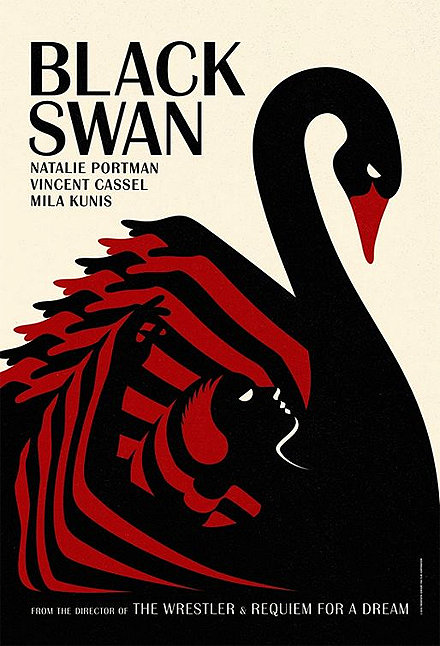 BLACK
SWAN
NATALIE PORTMAN
VINCENT CASSEL
MILA KUNIS
FROM THE DIRECTOR OF THE WRESTLER & REQUIEM FOR A DREAM